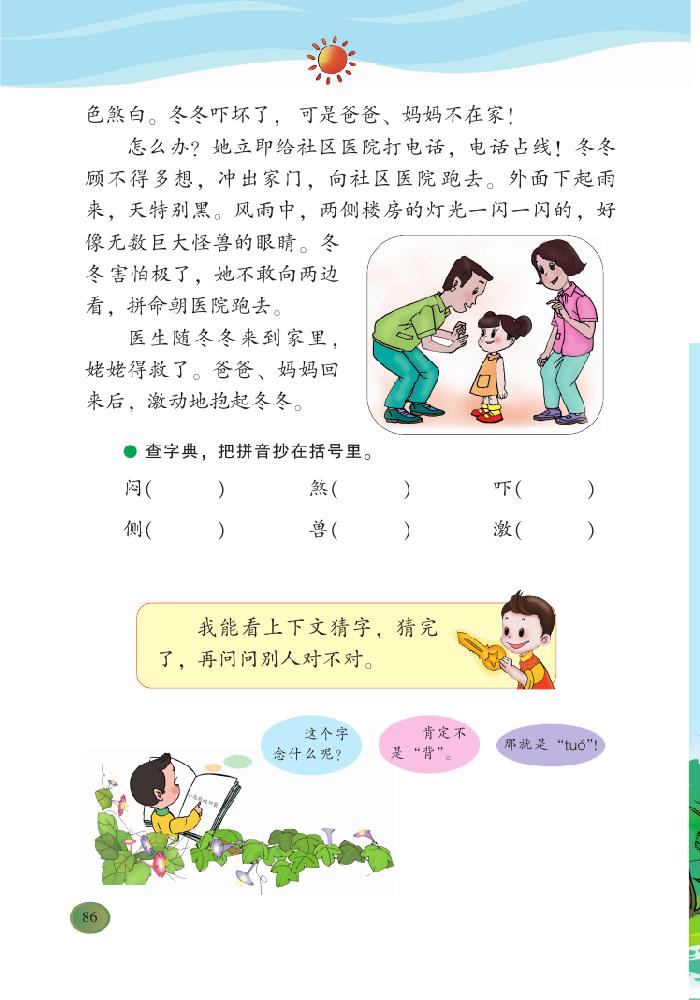 色煞白。冬冬吓坏了，可是爸爸、妈妈不在家！
怎么办？她立即给社区医院打电话，电话占线！冬冬
顾不得多想，冲出家门，向社区医院跑去。外面下起雨
来，天特别黑。风雨中，两侧楼房的灯光一闪一闪的，好
像无数巨大怪兽的眼睛。冬
冬害怕极了，她不敢向两边
看，拼命朝医院跑去。
医生随冬冬来到家里，
姥姥得救了。爸爸、妈妈回
来后，激动地抱起冬冬。
● 查字典，把拼音抄在括号里。
闷(　　　) 煞(　　　) 吓(　　　)
侧(　　　) 兽(　　　) 激(　　　)
我能看上下文猜字，猜完
了，再问问别人对不对。
这个字
念什么呢？
肯定不
是“背”。
那就是“tuó”！
86